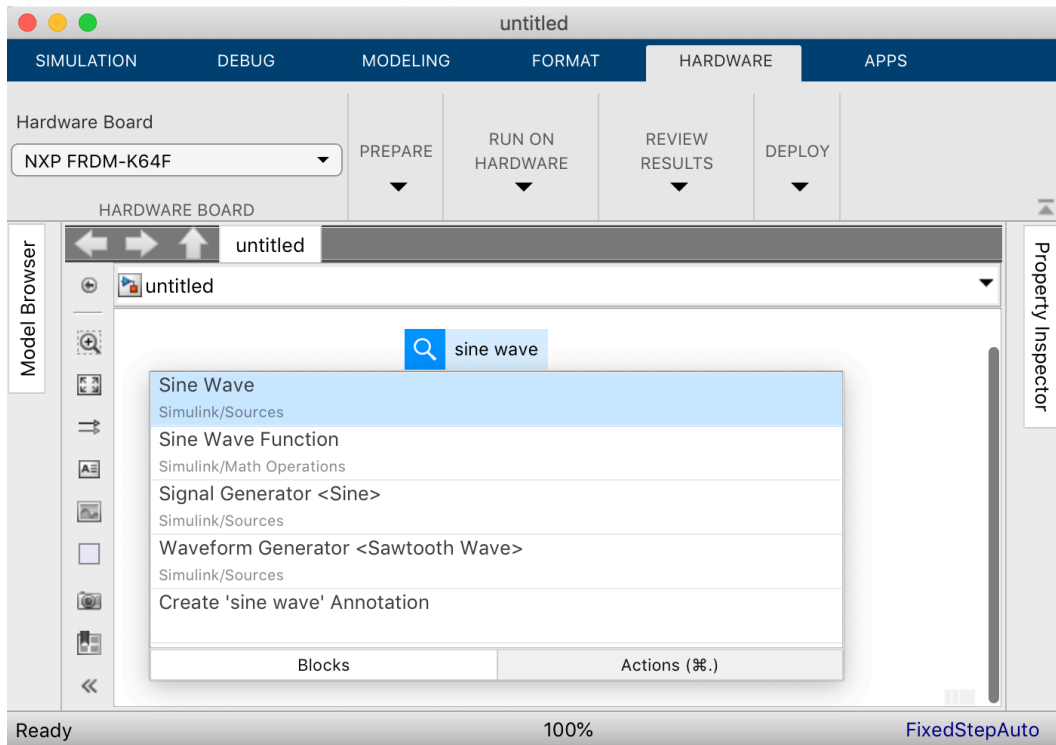 untitled
SIMULATION DEBUG MODELING FORMAT HARDWARE APPS
Hardware Board
NXP FRDM-K64F
HARDWARE BOARD
PREPARE
RUN ON
HARDWARE
REVIEW
RESULTS
DEPLOY
Model Browser
untitled
untitled
sine wave
Sine Wave
Simulink/Sources
Sine Wave Function
Simulink/Math Operations
Signal Generator <Sine>
Simulink/Sources
Waveform Generator <Sawtooth Wave>
Simulink/Sources
Create 'sine wave' Annotation
Blocks Actions (⌘.)
Property Inspector
Ready 100% FixedStepAuto